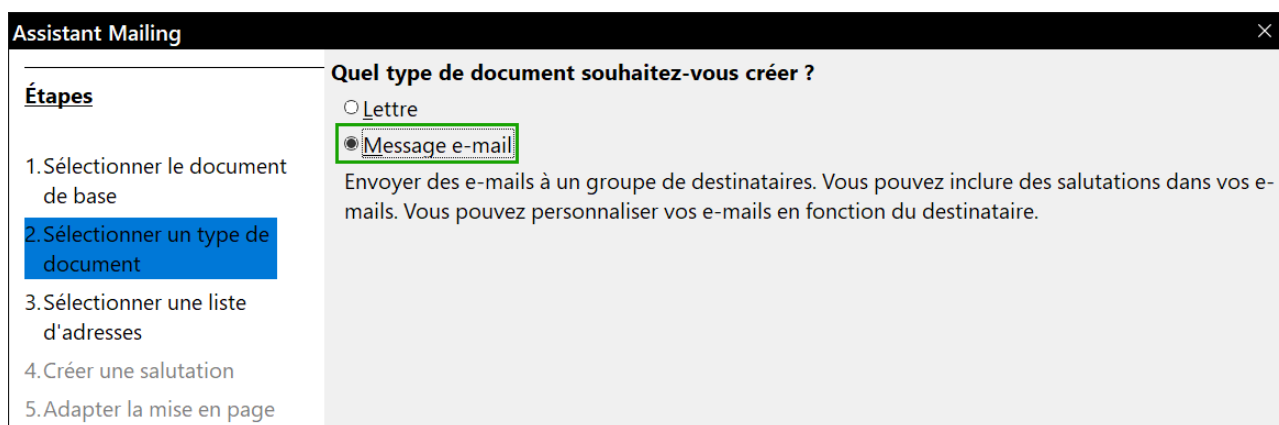 Assistant Mailing
Étapes
1. Sélectionner le document
de base
2. Sélectionner un type de
document
3. Sélectionner une liste
d'adresses
4. Créer une salutation
5. Adapter la mise en page
Quel type de document souhaitez-vous créer ?
Lettre
Message e-mail
Envoyer des e-mails à un groupe de destinataires. Vous pouvez inclure des salutations dans vos e-
mails. Vous pouvez personnaliser vos e-mails en fonction du destinataire.